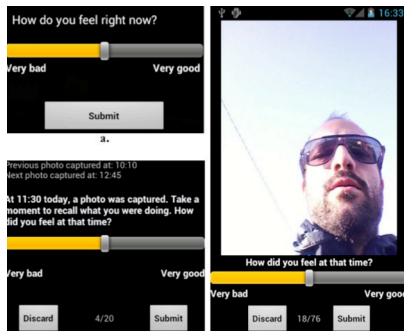 How do you feel right now?
Very bad
Very good
Submit
a.
Previous photo captured at: 10:10
Next photo captured at: 12:45
At 11:30 today, a photo was captured. Take a
moment to recall what you were doing. How
did you feel at that time?
Very bad
Very good
Discard
4/20
Submit
16:33
How did you feel at that time?
Very bad
Very good
Discard
18/76
Submit